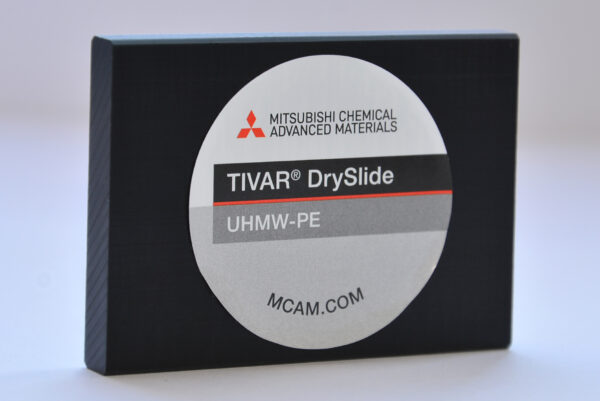 MITSUBISHI CHEMICAL
ADVANCED MATERIALS
TIVAR® DrySlide
UHMW-PE
MCAM.COM